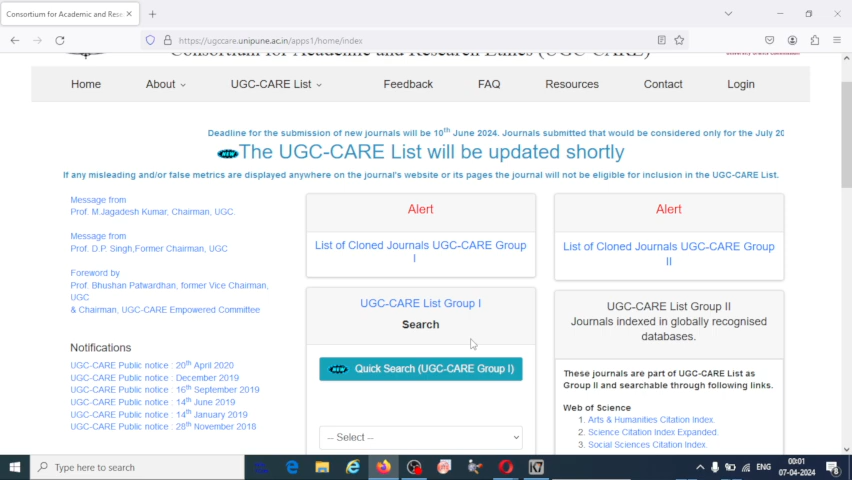 Consortium for Academic and Rese
https://ugccare.unipune.ac.in/apps1/home/index
Consortium for Academic and Research Ethics (UGC-CARE)
Home
About
UGC-CARE List
Feedback
FAQ
Resources
Contact
Login
Deadline for the submission of new journals will be 10th June 2024. Journals submitted that would be considered only for the July 20
NEW The UGC-CARE List will be updated shortly
If any misleading and/or false metrics are displayed anywhere on the journal's website or its pages the journal will not be eligible for inclusion in the UGC-CARE List.
Message from
Prof. M.Jagadesh Kumar, Chairman, UGC.
Message from
Prof. D.P. Singh,Former Chairman, UGC
Foreword by
Prof. Bhushan Patwardhan, former Vice Chairman,
UGC
& Chairman, UGC-CARE Empowered Committee
Notifications
UGC-CARE Public notice : 20th April 2020
UGC-CARE Public notice : December 2019
UGC-CARE Public notice : 16th September 2019
UGC-CARE Public notice : 14th June 2019
UGC-CARE Public notice : 14th January 2019
UGC-CARE Public notice : 28th November 2018
Alert
List of Cloned Journals UGC-CARE Group
I
UGC-CARE List Group I
Search
NEW Quick Search (UGC-CARE Group I)
-- Select --
Alert
List of Cloned Journals UGC-CARE Group
II
UGC-CARE List Group II
Journals indexed in globally recognised
databases.
These journals are part of UGC-CARE List as
Group II and searchable through following links.
Web of Science
1. Arts & Humanities Citation Index.
2. Science Citation Index Expanded.
3. Social Sciences Citation Index.
Type here to search
ENG
00:01
07-04-2024